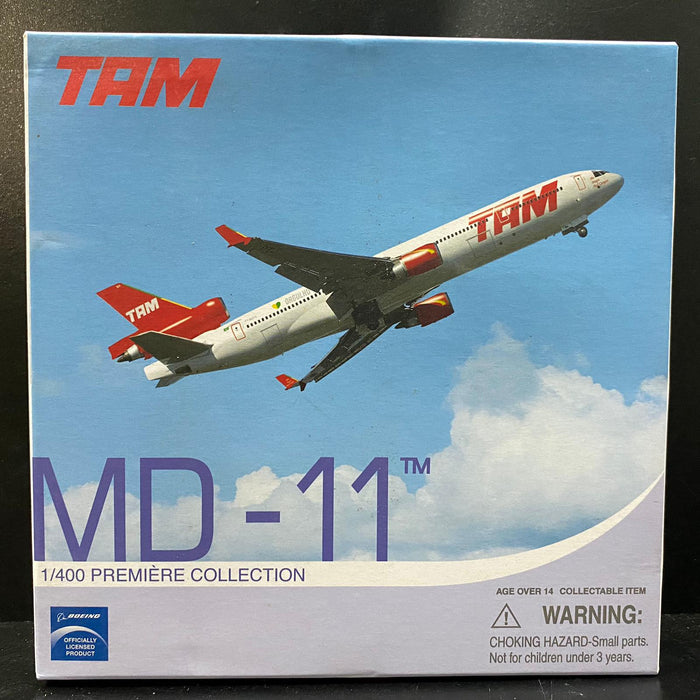 TAM
TAM
TAM
MD-11™
1/400 PREMIÈRE COLLECTION
BOEING
OFFICIALLY
LICENSED
PRODUCT
AGE OVER 14 COLLECTABLE ITEM
WARNING:
CHOKING HAZARD-Small parts.
Not for children under 3 years.